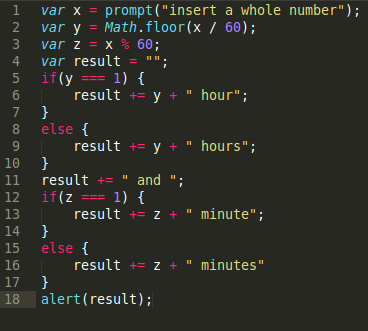 1 var x = prompt("insert a whole number");
2 var y = Math.floor(x / 60);
3 var z = x % 60;
4 var result = "";
5 if(y === 1) {
6     result += y + " hour";
7 }
8 else {
9     result += y + " hours";
10 }
11 result += " and ";
12 if(z === 1) {
13     result += z + " minute";
14 }
15 else {
16     result += z + " minutes"
17 }
18 alert(result);